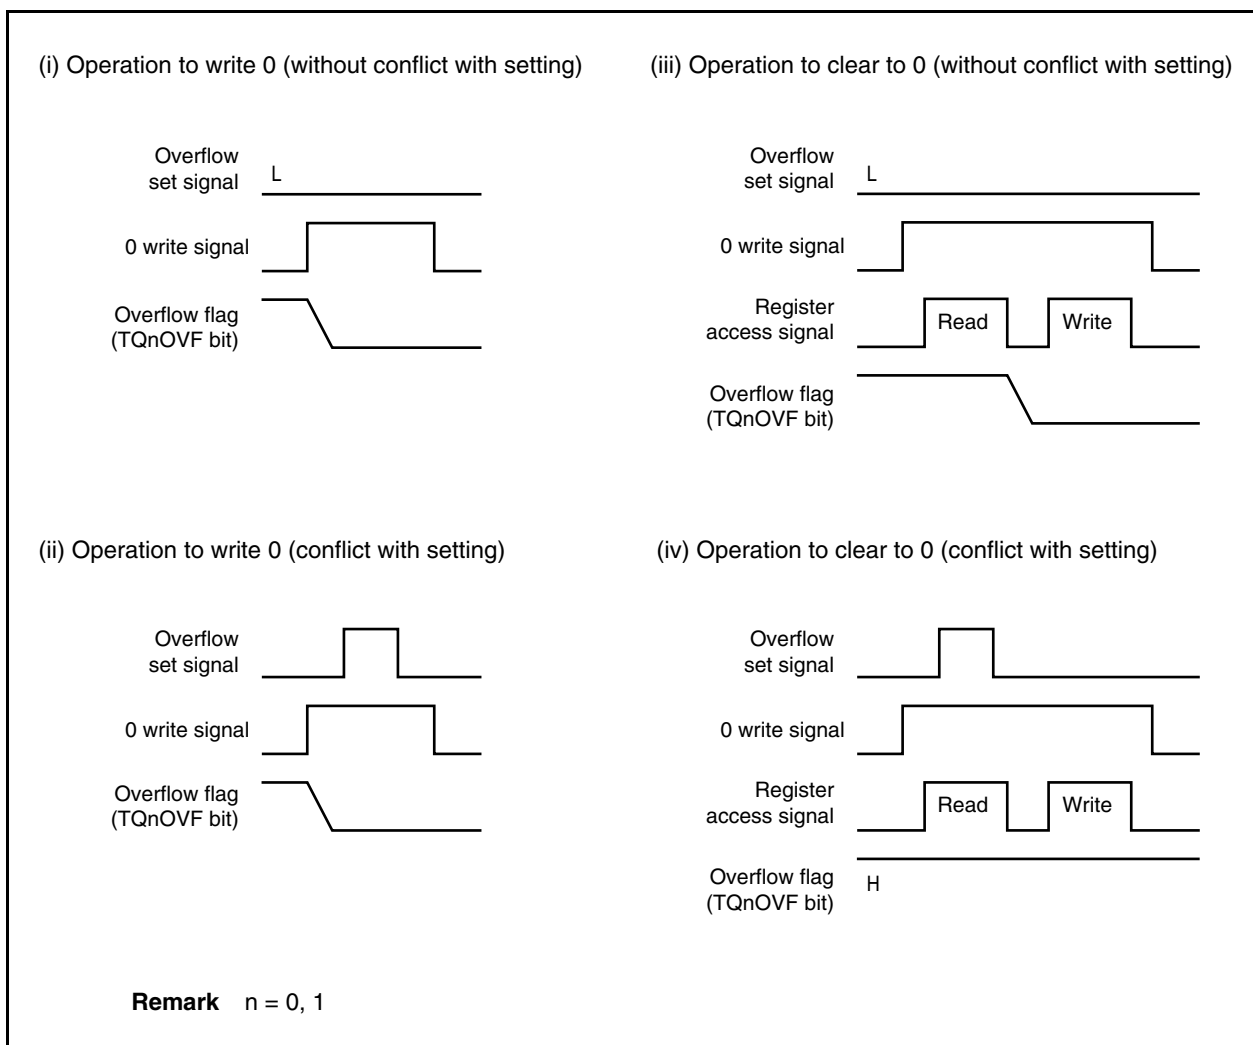 (i) Operation to write 0 (without conflict with setting)
Overflow
set signal
L
0 write signal
Overflow flag
(TQnOVF bit)
(iii) Operation to clear to 0 (without conflict with setting)
Overflow
set signal
L
0 write signal
Register
access signal
Read
Write
Overflow flag
(TQnOVF bit)
(ii) Operation to write 0 (conflict with setting)
Overflow
set signal
0 write signal
Overflow flag
(TQnOVF bit)
(iv) Operation to clear to 0 (conflict with setting)
Overflow
set signal
0 write signal
Register
access signal
Read
Write
Overflow flag
(TQnOVF bit)
H
Remark n = 0, 1